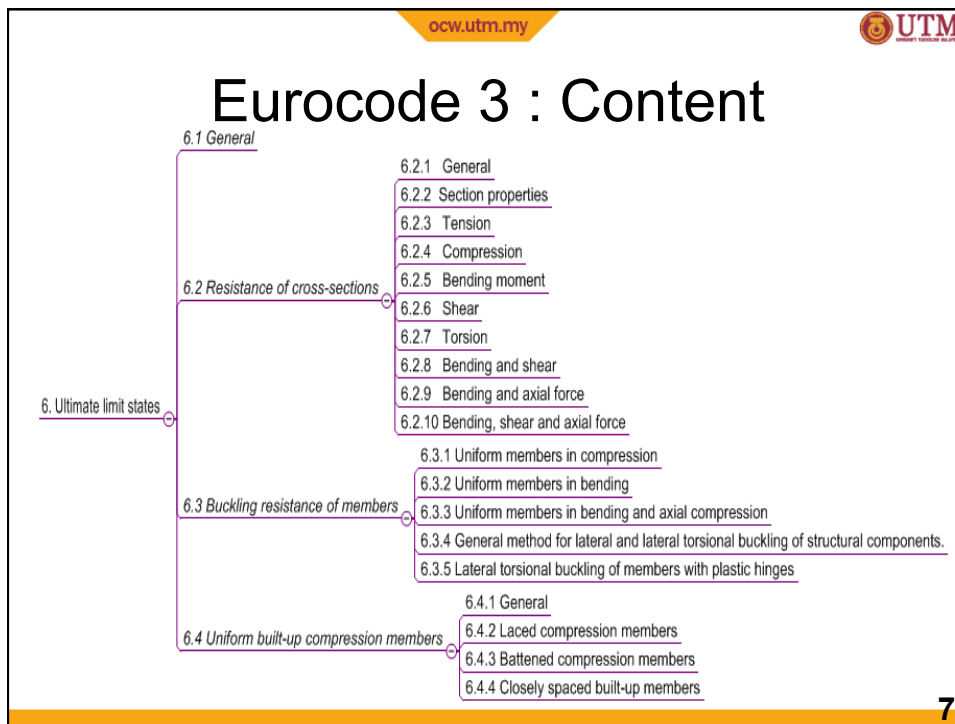 ocw.utm.my
UTM
UNIVERSITI TEKNOLOGI MALAYSIA
Eurocode 3 : Content
6. Ultimate limit states
6.1 General
6.2 Resistance of cross-sections
6.2.1 General
6.2.2 Section properties
6.2.3 Tension
6.2.4 Compression
6.2.5 Bending moment
6.2.6 Shear
6.2.7 Torsion
6.2.8 Bending and shear
6.2.9 Bending and axial force
6.2.10 Bending, shear and axial force
6.3 Buckling resistance of members
6.3.1 Uniform members in compression
6.3.2 Uniform members in bending
6.3.3 Uniform members in bending and axial compression
6.3.4 General method for lateral and lateral torsional buckling of structural components.
6.3.5 Lateral torsional buckling of members with plastic hinges
6.4 Uniform built-up compression members
6.4.1 General
6.4.2 Laced compression members
6.4.3 Battened compression members
6.4.4 Closely spaced built-up members
7